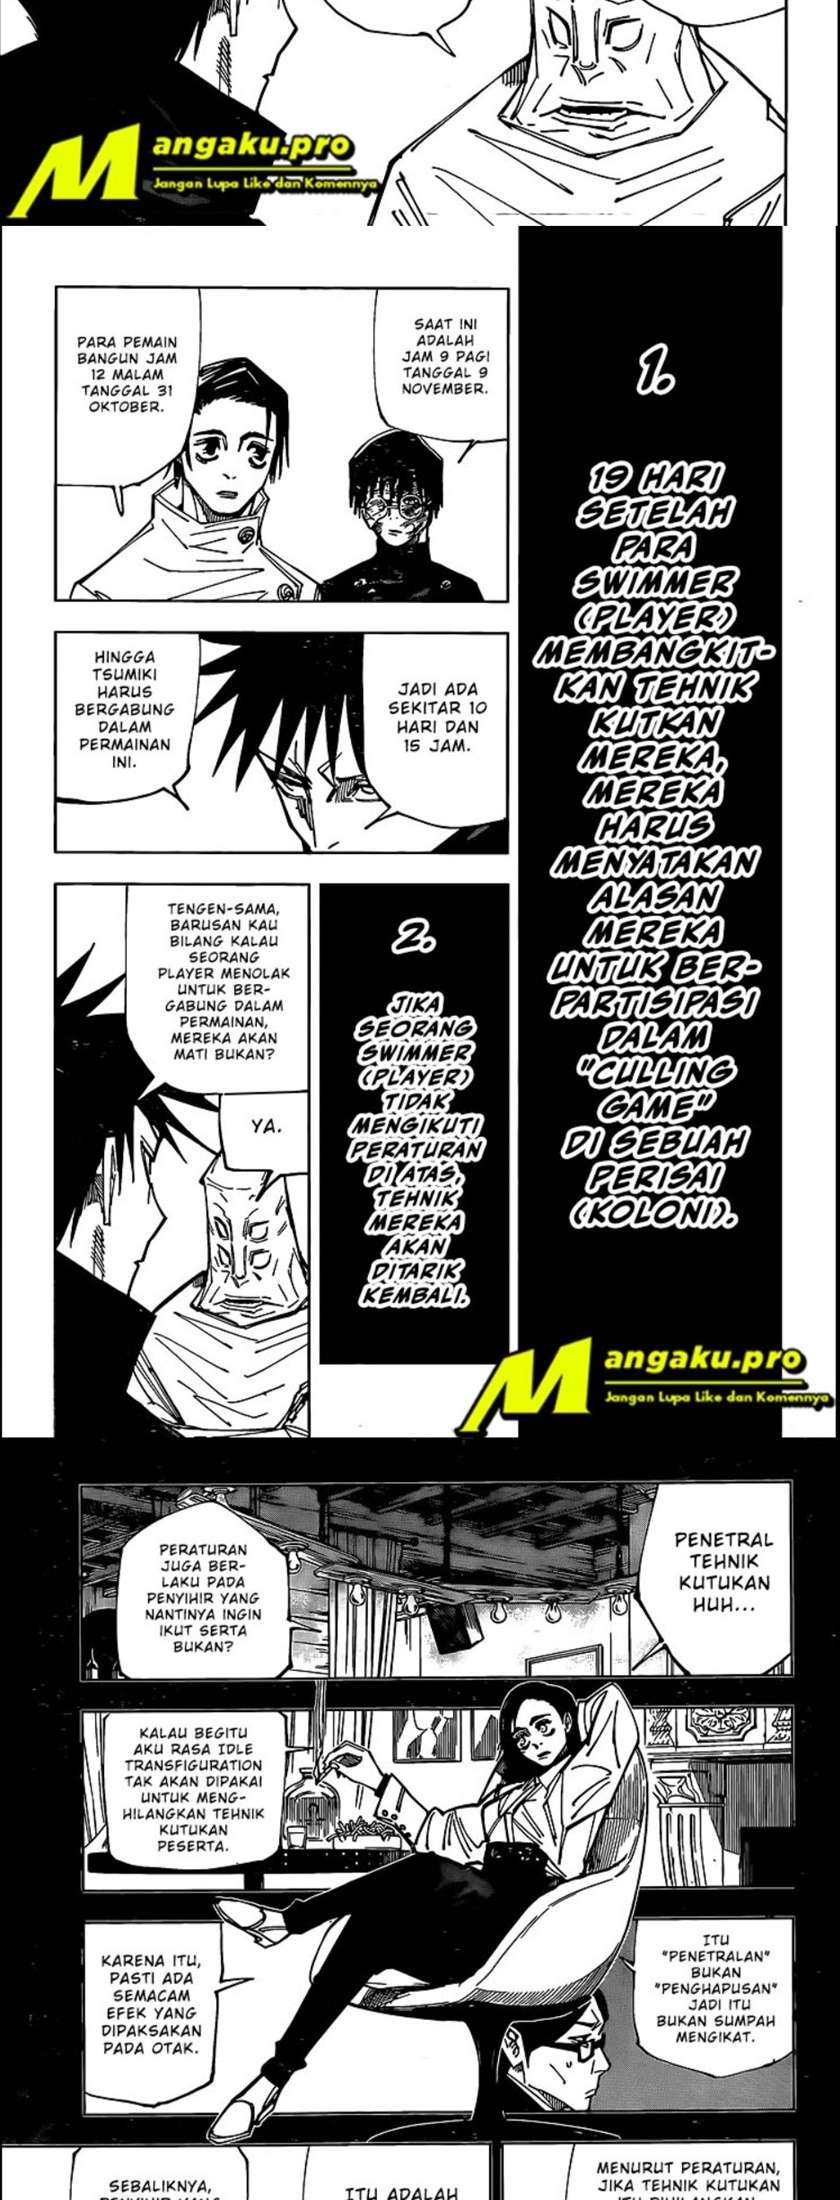 Mangaku.pro
Jangan Lupa Like dan Komennya
1.
19 HARI
SETELAH
PARA
SWIMMER
(PLAYER)
MEMBANGKIT-
KAN TEHNIK
KUTKAN
MEREKA,
MEREKA
HARUS
MENYATAKAN
ALASAN
MEREKA
UNTUK BER-
PARTISIPASI
DALAM
"CULLING
GAME"
DI SEBUAH
PERISAI
(KOLONI).
SAAT INI
ADALAH
JAM 9 PAGI
TANGGAL 9
NOVEMBER.
PARA PEMAIN
BANGUN JAM
12 MALAM
TANGGAL 31
OKTOBER.
JADI ADA
SEKITAR 10
HARI DAN
15 JAM.
HINGGA
TSUMIKI
HARUS
BERGABUNG
DALAM
PERMAINAN
INI.
2.
JIKA
SEORANG
SWIMMER
(PLAYER)
TIDAK
MENGIKUTI
PERATURAN
DI ATAS,
TEHNIK
MEREKA
AKAN
DITARIK
KEMBALI.
TENGEN-SAMA,
BARUSAN KAU
BILANG KALAU
SEORANG
PLAYER MENOLAK
UNTUK BER-
GABUNG DALAM
PERMAINAN,
MEREKA AKAN
MATI BUKAN?
YA.
Mangaku.pro
Jangan Lupa Like dan Komennya
PENETRAL
TEHNIK
KUTUKAN
HUH...
PERATURAN
JUGA BER-
LAKU PADA
PENYIHIR YANG
NANTINYA INGIN
IKUT SERTA
BUKAN?
KALAU BEGITU
AKU RASA IDLE
TRANSFIGURATION
TAK AKAN DIPAKAI
UNTUK MENG-
HILANGKAN TEHNIK
KUTUKAN
PESERTA.
ITU
"PENETRALAN"
BUKAN
"PENGHAPUSAN"
JADI ITU
BUKAN SUMPAH
MENGIKAT.
KARENA ITU,
PASTI ADA
SEMACAM
EFEK YANG
DIPAKSAKAN
PADA OTAK.
MENURUT PERATURAN,
JIKA TEHNIK KUTUKAN
ITU DIHILANGKAN
ITU ADALAH
SEBALIKNYA,
PENYIHIR YANG